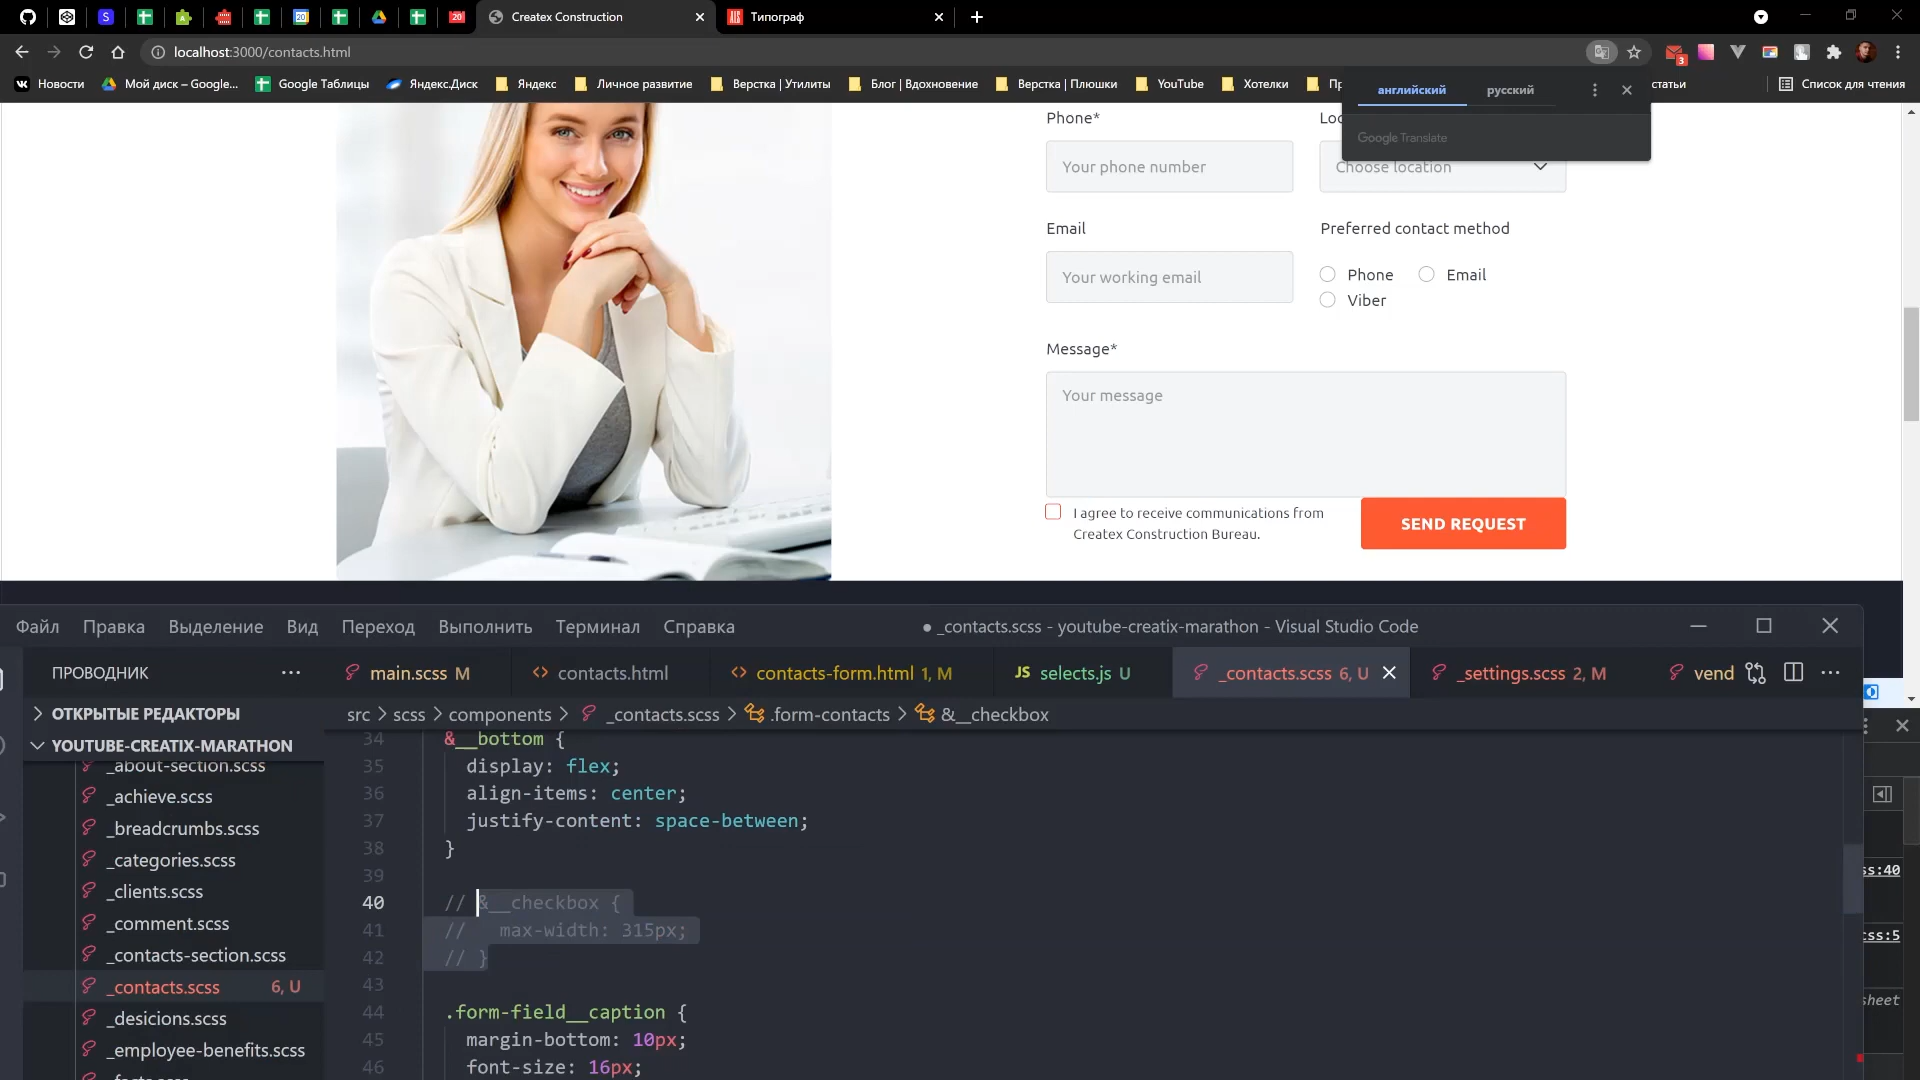 Createx Construction
Типограф
localhost:3000/contacts.html
Новости
Мой диск – Google...
Google Таблицы
Яндекс.Диск
Яндекс
Личное развитие
Верстка | Утилиты
Блог | Вдохновение
Верстка | Плюшки
YouTube
Хотелки
Пр
статьи
Список для чтения
английский
русский
Google Translate
Phone*
Loc
Your phone number
Choose location
Email
Preferred contact method
Your working email
Phone
Email
Viber
Message*
Your message
I agree to receive communications from
Createx Construction Bureau.
SEND REQUEST
Файл Правка Выделение Вид Переход Выполнить Терминал Справка
● _contacts.scss - youtube-creatix-marathon - Visual Studio Code
ПРОВОДНИК
main.scss M
contacts.html
contacts-form.html 1, M
JS selects.js U
_contacts.scss 6, U
_settings.scss 2, M
vend
ОТКРЫТЫЕ РЕДАКТОРЫ
src > scss > components > _contacts.scss > .form-contacts > &__checkbox
YOUTUBE-CREATIX-MARATHON
_about-section.scss
_achieve.scss
_breadcrumbs.scss
_categories.scss
_clients.scss
_comment.scss
_contacts-section.scss
_contacts.scss 6, U
_desicions.scss
_employee-benefits.scss
34 &__bottom {
35 display: flex;
36 align-items: center;
37 justify-content: space-between;
38 }
39
40 // &__checkbox {
41 // max-width: 315px;
42 // }
43
44 .form-field__caption {
45 margin-bottom: 10px;
46 font-size: 16px;
ss:40
css:5
sheet